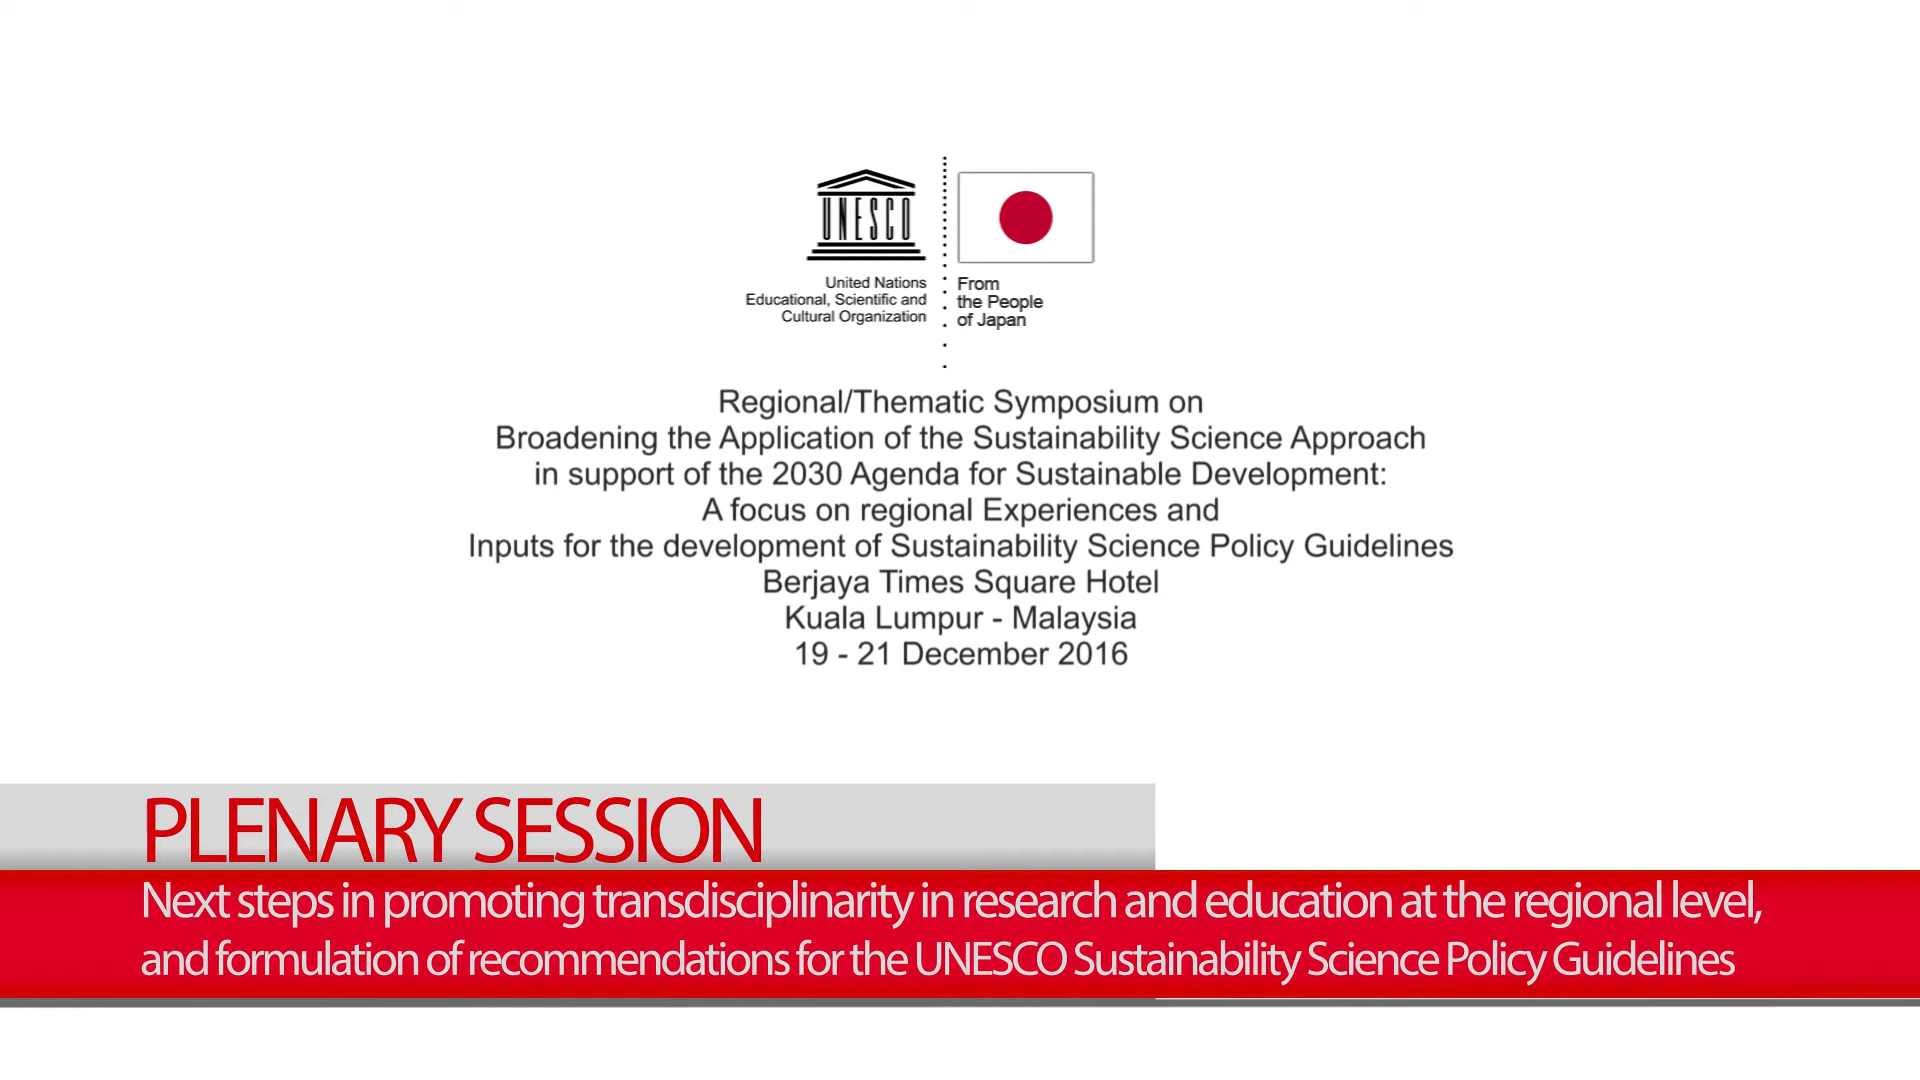 UNESCO
United Nations
Educational, Scientific and
Cultural Organization
From
the People
of Japan
Regional/Thematic Symposium on
Broadening the Application of the Sustainability Science Approach
in support of the 2030 Agenda for Sustainable Development:
A focus on regional Experiences and
Inputs for the development of Sustainability Science Policy Guidelines
Berjaya Times Square Hotel
Kuala Lumpur - Malaysia
19 - 21 December 2016
PLENARY SESSION
Next steps in promoting transdisciplinarity in research and education at the regional level,
and formulation of recommendations for the UNESCO Sustainability Science Policy Guidelines